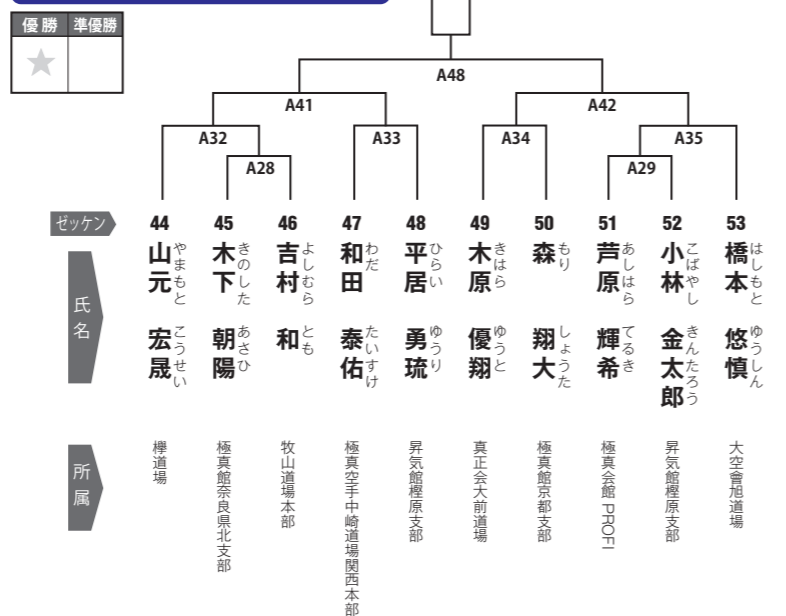 優勝 準優勝
A48
A41 A42
A32 A33 A34 A35
A28 A29
ゼッケン 44 45 46 47 48 49 50 51 52 53
氏名
山元 宏晟 やまもと こうせい
木下 朝陽 きのした あさひ
吉村 和 よしむら とも
和田 泰佑 わだ たいすけ
平居 勇琉 ひらい ゆうり
木原 優翔 きはら ゆうと
森 翔大 もり しょうた
芦原 輝希 あしはら てるき
小林 金太郎 こばやし きんたろう
橋本 悠慎 はしもと ゆうしん
所属
欅道場
極真館奈良県北支部
牧山道場本部
極真空手中崎道場関西本部
昇気館樫原支部
真正会大前道場
極真館京都支部
極真会館 PROFI
昇気館樫原支部
大空會旭道場